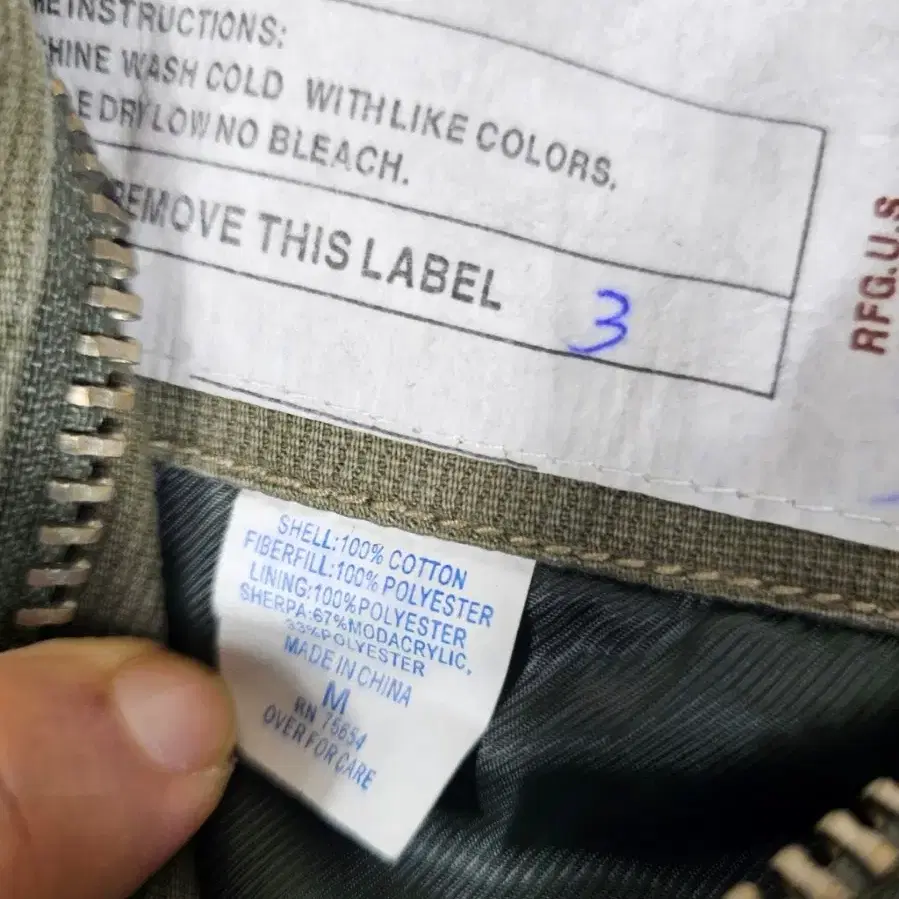 INSTRUCTIONS:
WASH COLD WITH LIKE COLORS.
DRY LOW NO BLEACH.
REMOVE THIS LABEL
3
RFG.U.S
SHELL:100% COTTON
FIBERFILL:100% POLYESTER
LINING:100%POLYESTER
SHERPA:67%MODACRYLIC,
33%POLYESTER
MADE IN CHINA
M
RN 75654
OVER FOR CARE